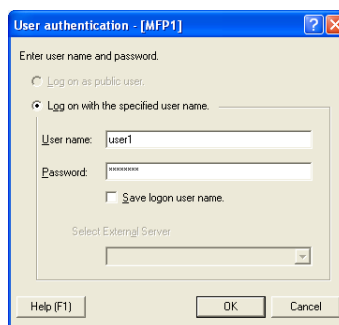 User authentication - [MFP1]
Enter user name and password.
Log on as public user.
Log on with the specified user name.
User name: user1
Password: ********
Save logon user name.
Select External Server
Help (F1) OK Cancel